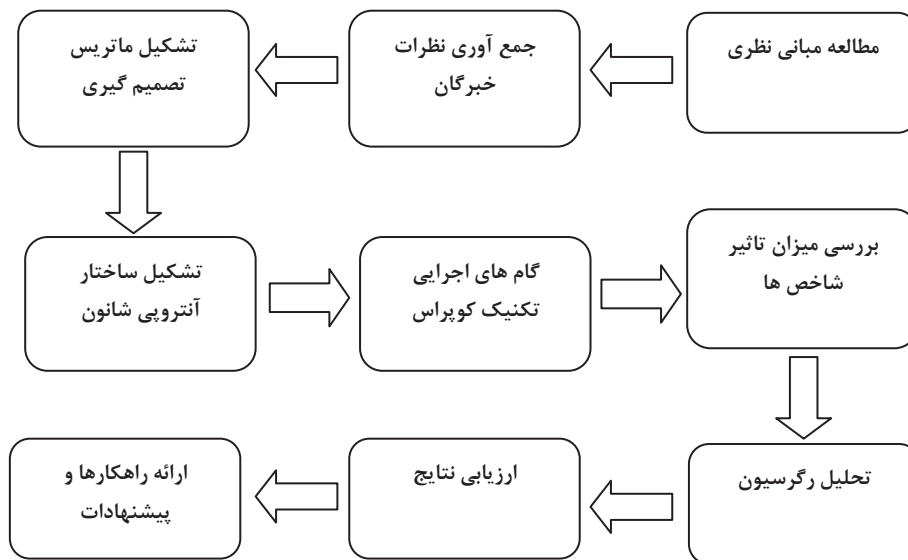 مطالعه مبانی نظری
جمع آوری نظرات
خبرگان
تشکیل ماتریس
تصمیم گیری
تشکیل ساختار
آنتروپی شانون
گام های اجرایی
تکنیک کوپراس
بررسی میزان تاثیر
شاخص ها
تحلیل رگرسیون
ارزیابی نتایج
ارائه راهکارها و
پیشنهادات